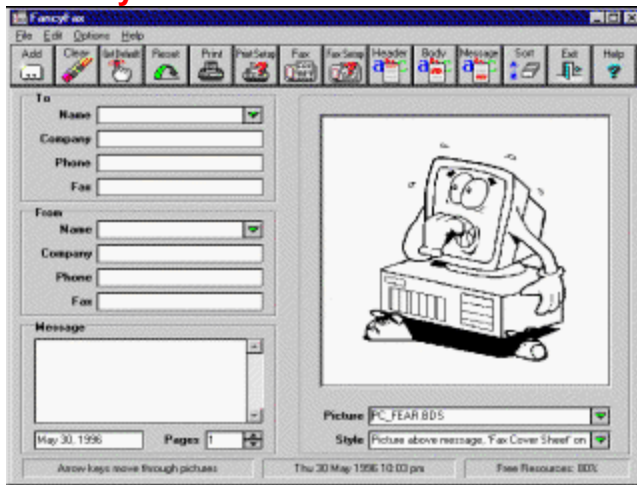 FancyFax
File Edit Options Help
Add Clear Set Default Reset Print Print Setup Fax Fax Setup Header Body Message Sort Exit Help
To
Name
Company
Phone
Fax
From
Name
Company
Phone
Fax
Message
May 30, 1996 Pages 1
Picture PC_FEAR.BDS
Style Picture above message, 'Fax Cover Sheet' on
Arrow keys move through pictures Thu 30 May 1996 10:03 pm Free Resources: 80%